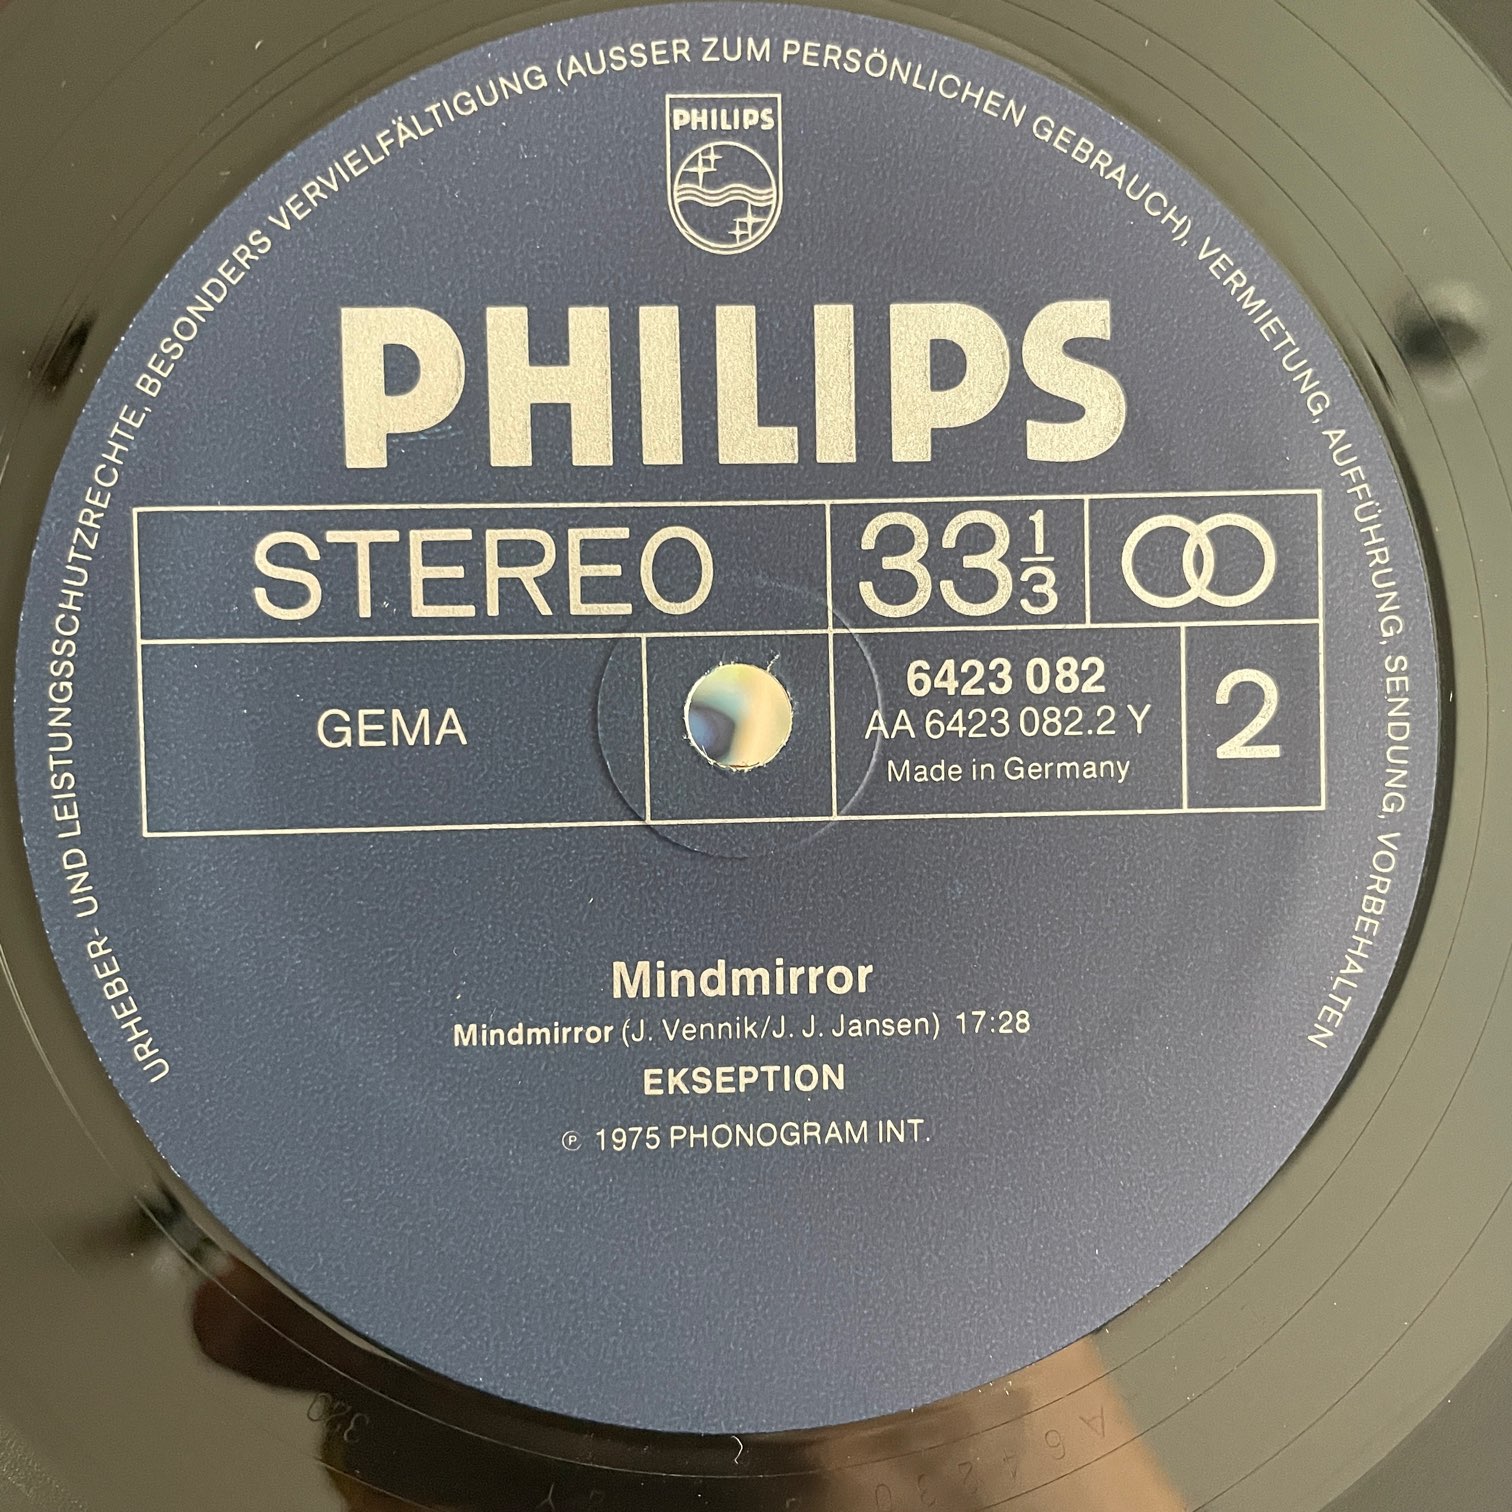 URHEBER- UND LEISTUNGSSCHUTZRECHTE, BESONDERS VERVIELFÄLTIGUNG (AUSSER ZUM PERSÖNLICHEN GEBRAUCH), VERMIETUNG, AUFFÜHRUNG, SENDUNG, VORBEHALTEN
PHILIPS
PHILIPS
STEREO 33 1/3
GEMA
6423 082
AA 6423 082.2 Y
Made in Germany
2
Mindmirror
Mindmirror (J. Vennik/J. J. Jansen) 17:28
EKSEPTION
℗ 1975 PHONOGRAM INT.